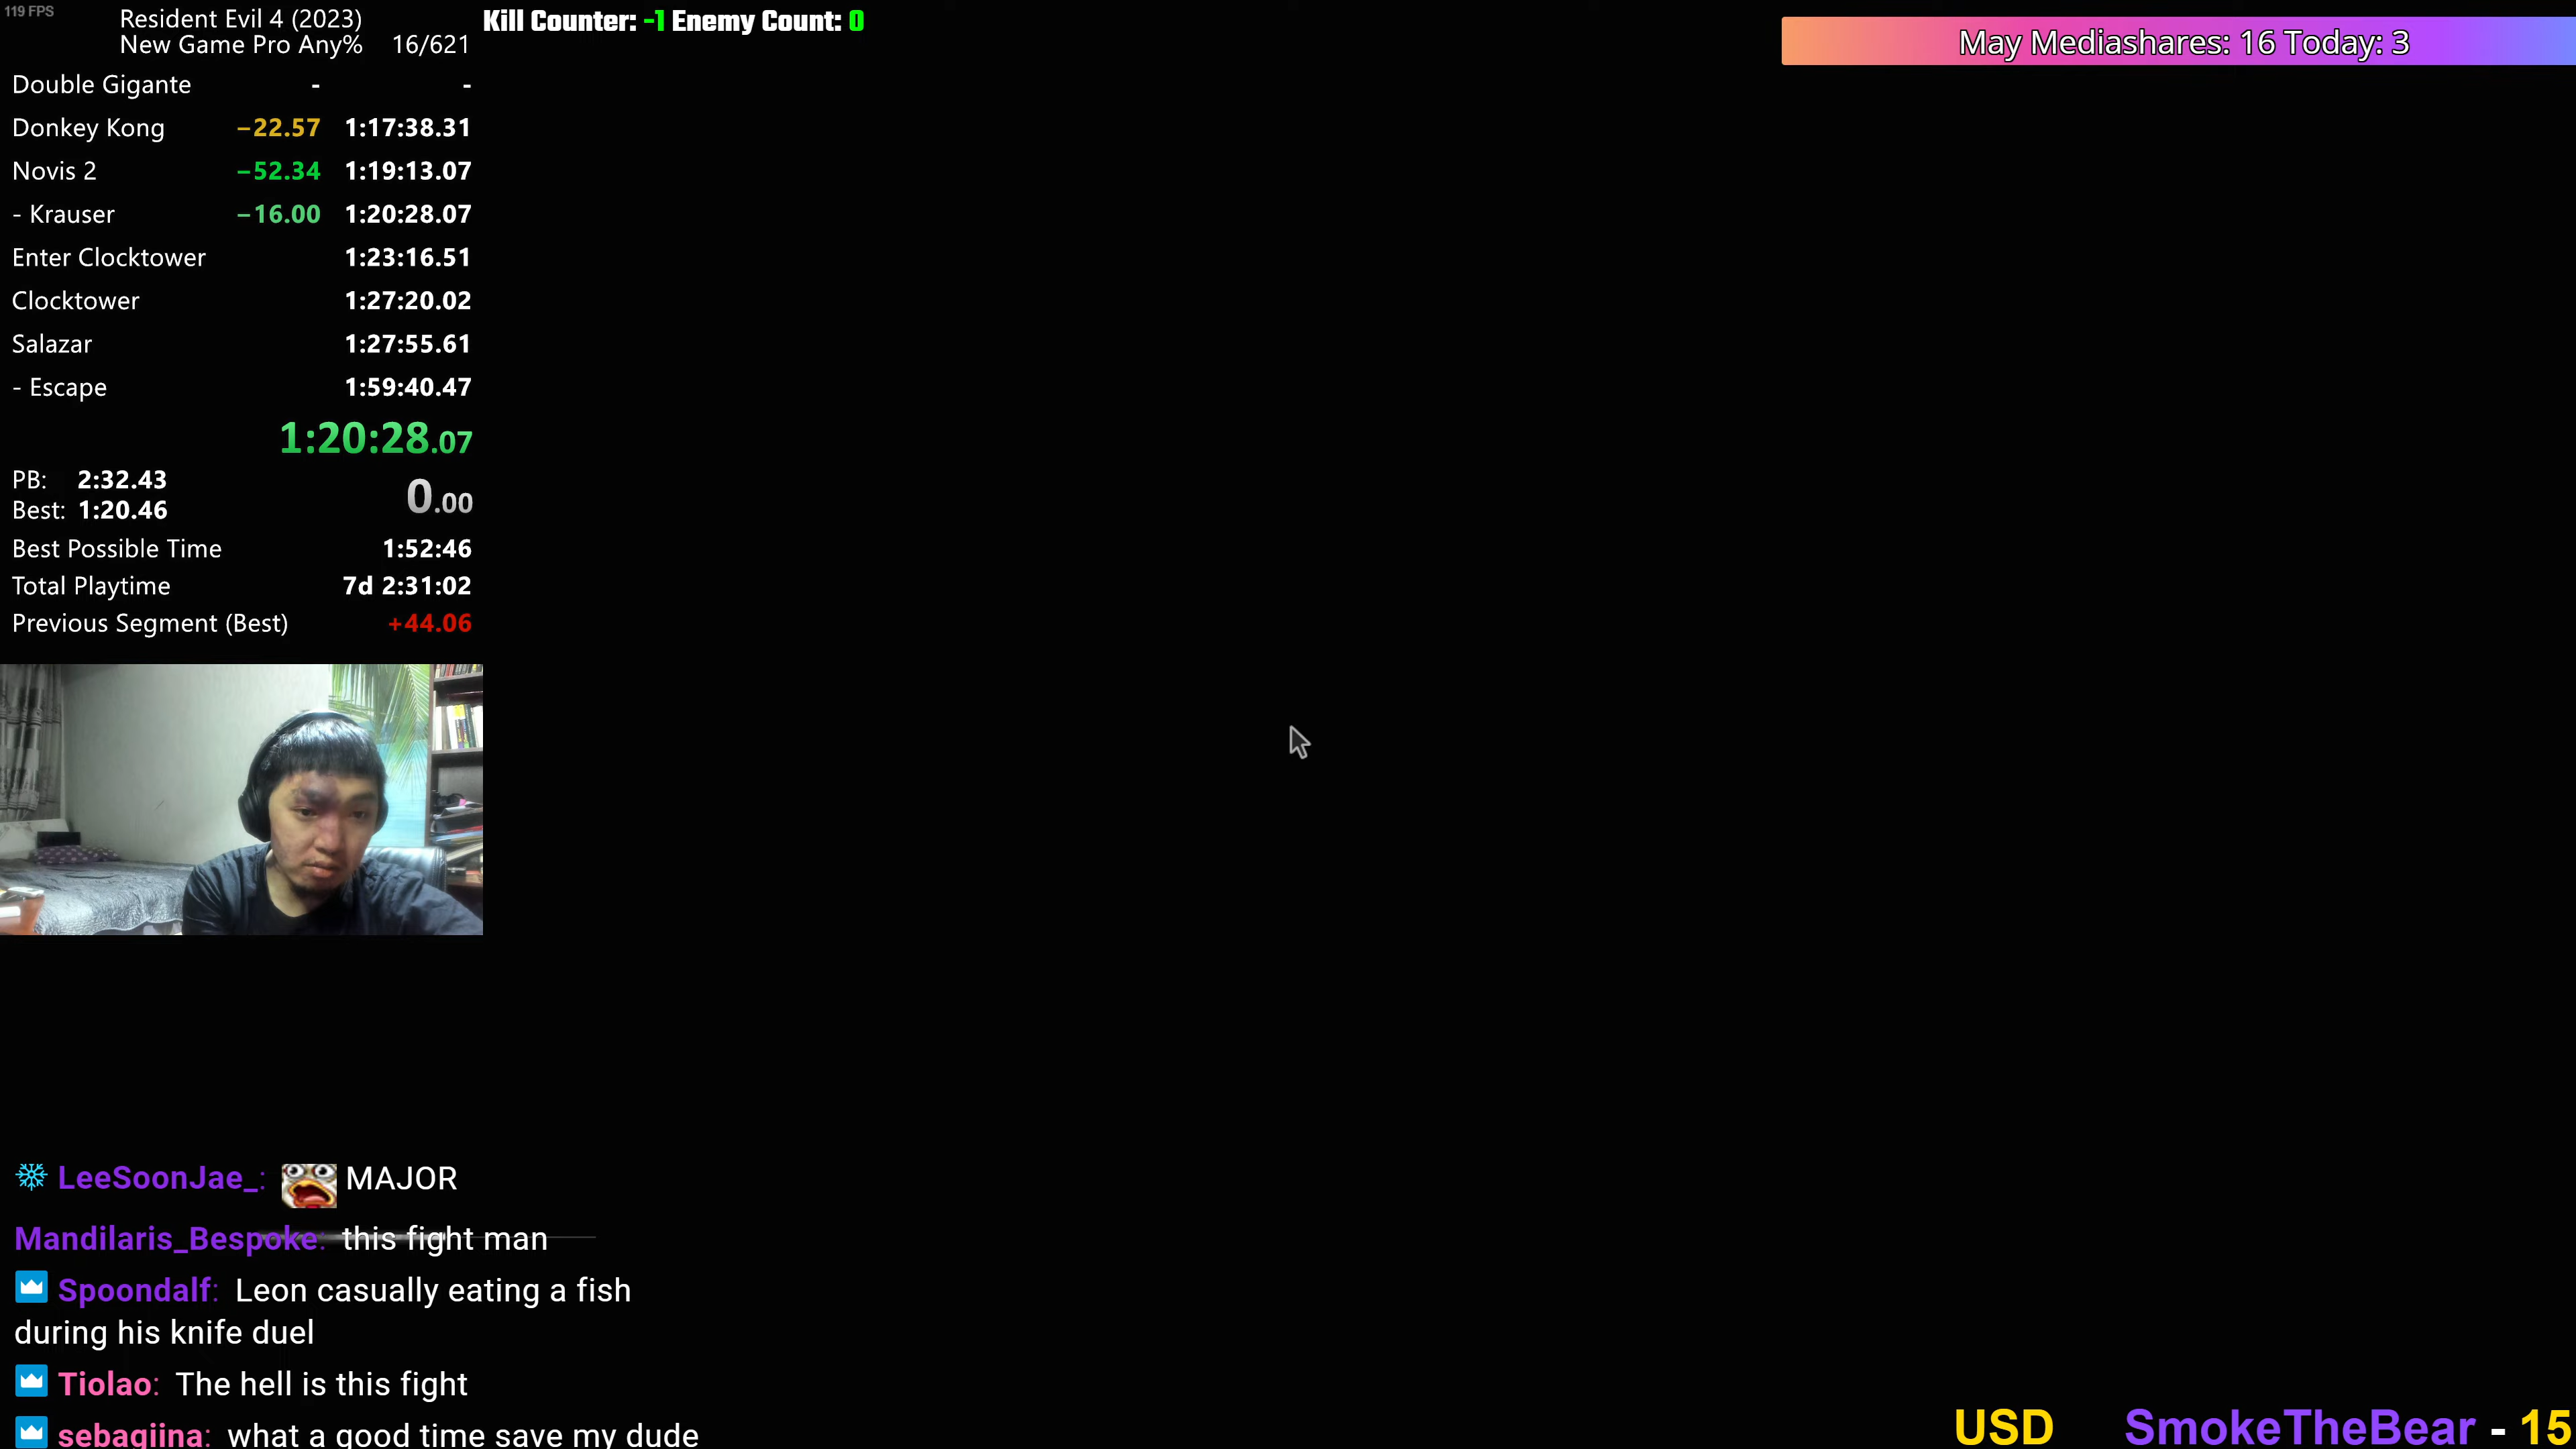 119 FPS
Resident Evil 4 (2023)
New Game Pro Any% 16/621
Kill Counter: -1 Enemy Count: 0
May Mediashares: 16 Today: 3
Double Gigante - -
Donkey Kong −22.57 1:17:38.31
Novis 2 −52.34 1:19:13.07
- Krauser −16.00 1:20:28.07
Enter Clocktower 1:23:16.51
Clocktower 1:27:20.02
Salazar 1:27:55.61
- Escape 1:59:40.47
1:20:28.07
PB: 2:32.43
0.00
Best: 1:20.46
Best Possible Time 1:52:46
Total Playtime 7d 2:31:02
Previous Segment (Best) +44.06
LeeSoonJae_: MAJOR
Mandilaris_Bespoke: this fight man
Spoondalf: Leon casually eating a fish
during his knife duel
Tiolao: The hell is this fight
sebagiina: what a good time save my dude
USD SmokeTheBear - 15